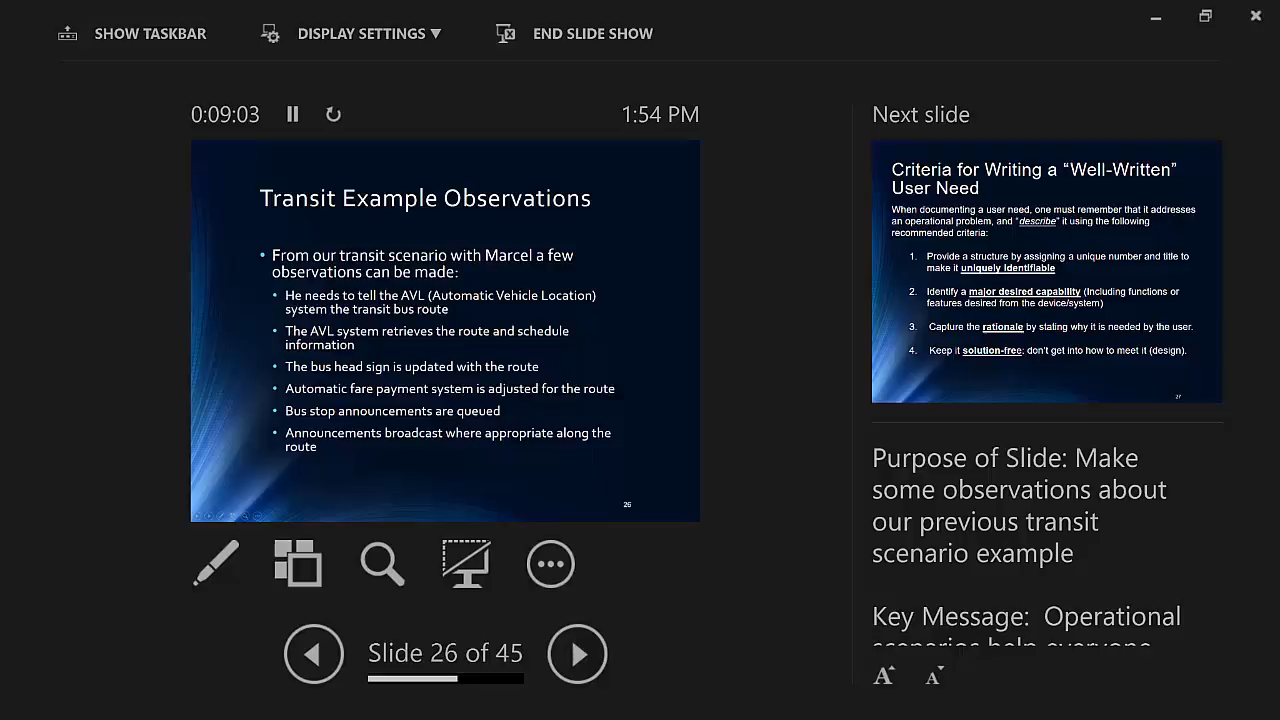 SHOW TASKBAR
DISPLAY SETTINGS ▼
END SLIDE SHOW
0:09:03
1:54 PM
Transit Example Observations
• From our transit scenario with Marcel a few
observations can be made:
• He needs to tell the AVL (Automatic Vehicle Location)
system the transit bus route
• The AVL system retrieves the route and schedule
information
• The bus head sign is updated with the route
• Automatic fare payment system is adjusted for the route
• Bus stop announcements are queued
• Announcements broadcast where appropriate along the
route
26
Slide 26 of 45
Next slide
Criteria for Writing a “Well-Written”
User Need
When documenting a user need, one must remember that it addresses
an operational problem, and “describe” it using the following
recommended criteria:
1. Provide a structure by assigning a unique number and title to
make it uniquely identifiable
2. Identify a major desired capability (Including functions or
features desired from the device/system)
3. Capture the rationale by stating why it is needed by the user.
4. Keep it solution-free; don't get into how to meet it (design).
27
Purpose of Slide: Make
some observations about
our previous transit
scenario example
Key Message: Operational
scenarios help everyone
A
A